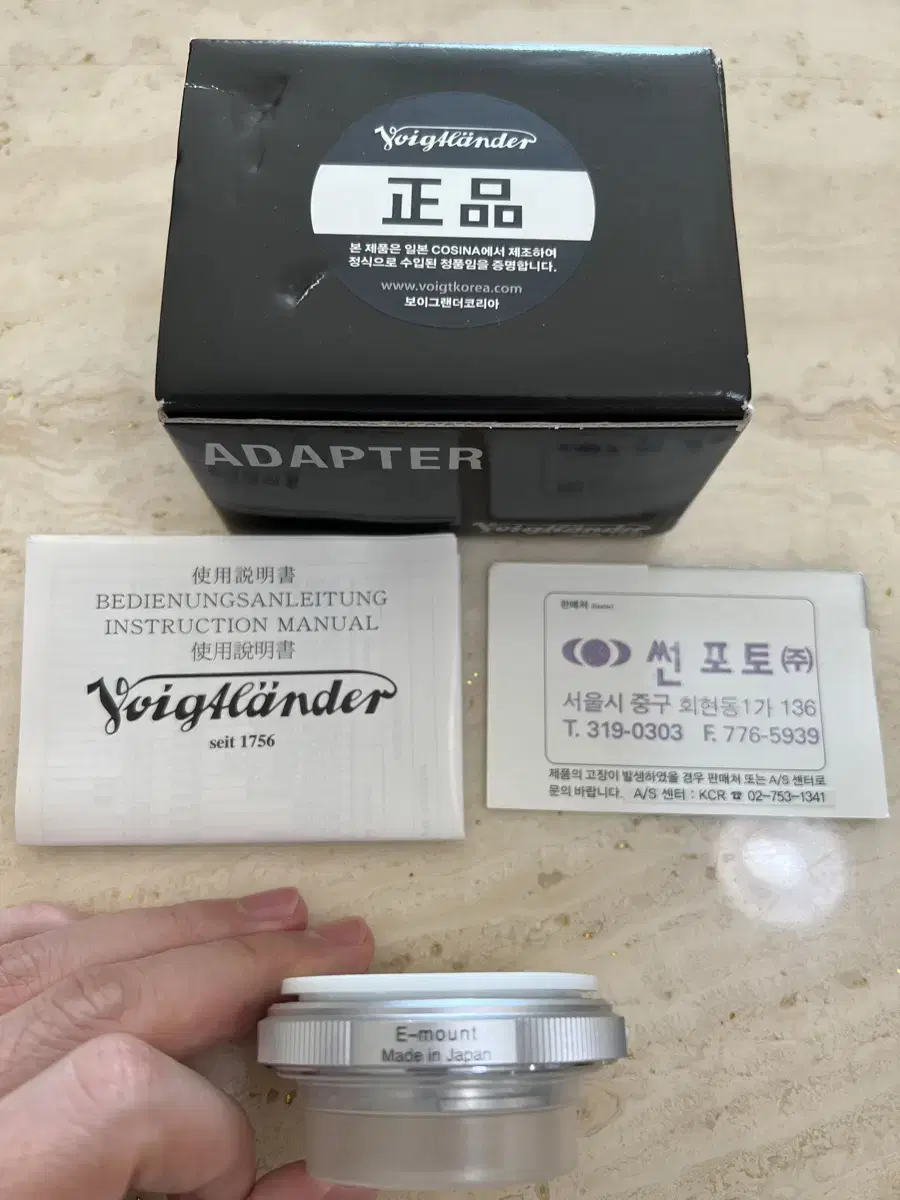 Voigtländer
正品
본 제품은 일본 COSINA에서 제조하여
정식으로 수입된 정품임을 증명합니다.
www.voigtkorea.com
보이그랜더코리아
ADAPTER
Voigtländer
使用説明書
BEDIENUNGSANLEITUNG
INSTRUCTION MANUAL
使用說明書
Voigtländer
seit 1756
판매처 (Dealer)
썬 포토 ㈜
서울시 중구 회현동1가 136
T. 319-0303 F. 776-5939
제품의 고장이 발생하였을 경우 판매처 또는 A/S 센터로
문의 바랍니다. A/S 센터 : KCR ☎ 02-753-1341
E-mount
Made in Japan